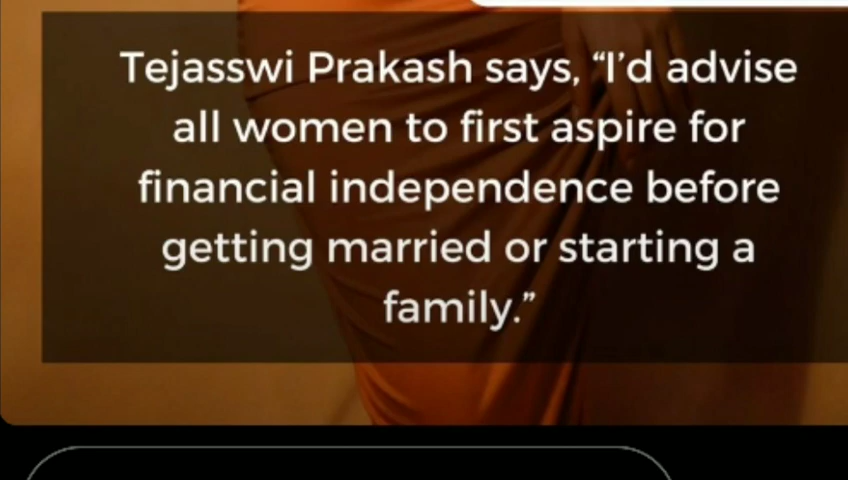 Tejasswi Prakash says, “I’d advise
all women to first aspire for
financial independence before
getting married or starting a
family.”